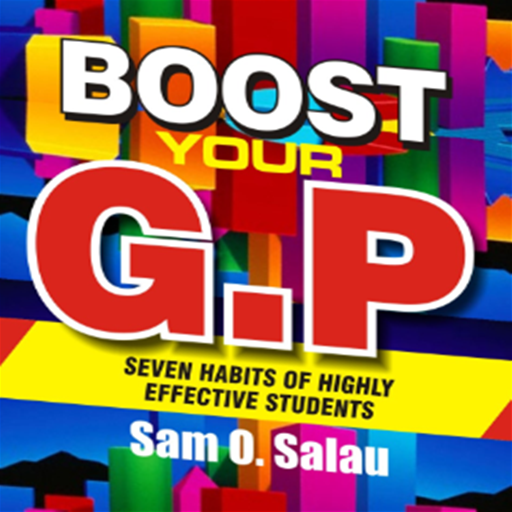 BOOST
YOUR
G.P
SEVEN HABITS OF HIGHLY
EFFECTIVE STUDENTS
Sam O. Salau